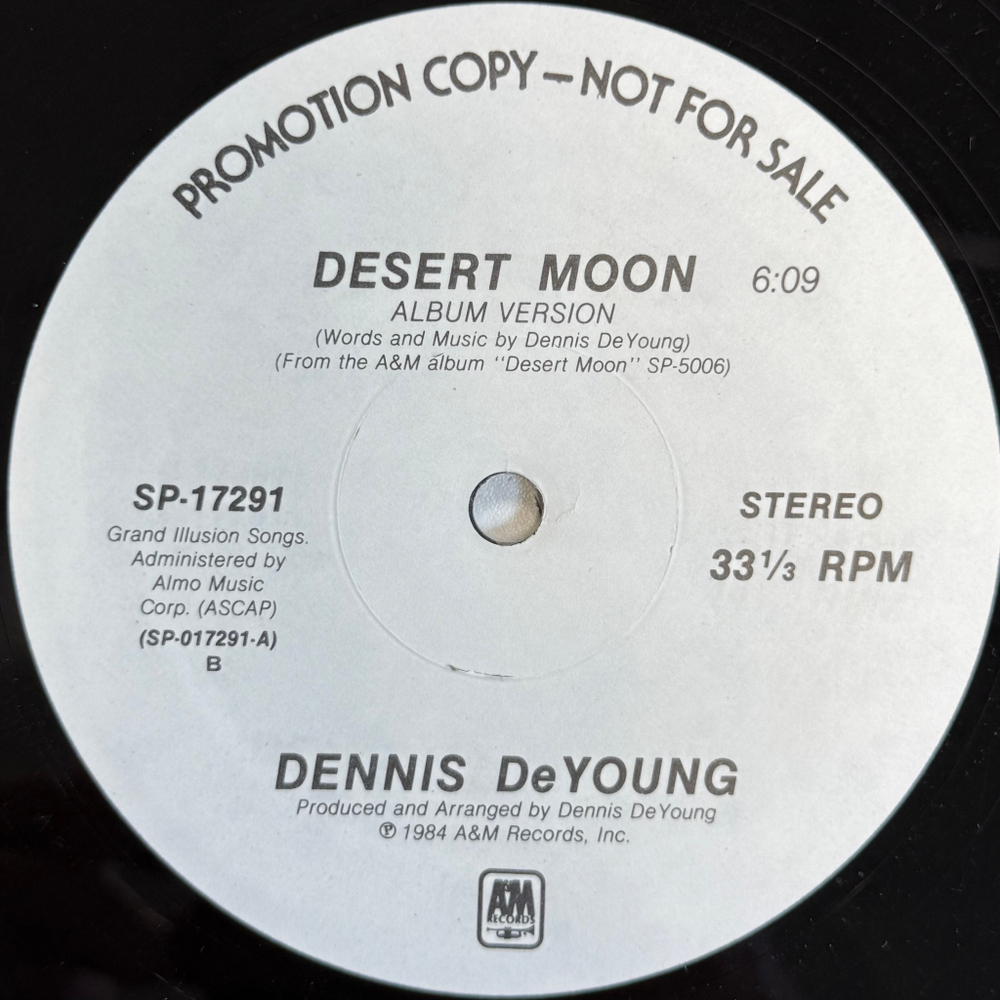 PROMOTION COPY — NOT FOR SALE
DESERT MOON 6:09
ALBUM VERSION
(Words and Music by Dennis DeYoung)
(From the A&M album "Desert Moon" SP-5006)
SP-17291
Grand Illusion Songs.
Administered by
Almo Music
Corp. (ASCAP)
(SP-017291-A)
B
STEREO
33⅓ RPM
DENNIS DeYOUNG
Produced and Arranged by Dennis DeYoung
℗ 1984 A&M Records, Inc.
A&M
RECORDS